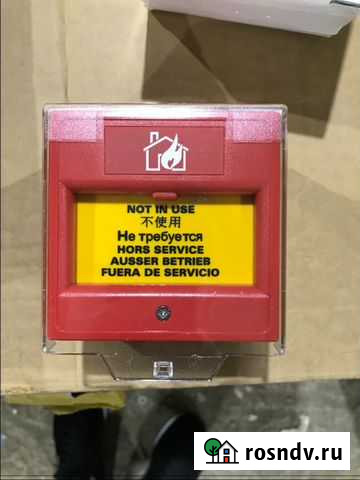 NOT IN USE
不使用
Не требуется
HORS SERVICE
AUSSER BETRIEB
FUERA DE SERVICIO
rosndv.ru